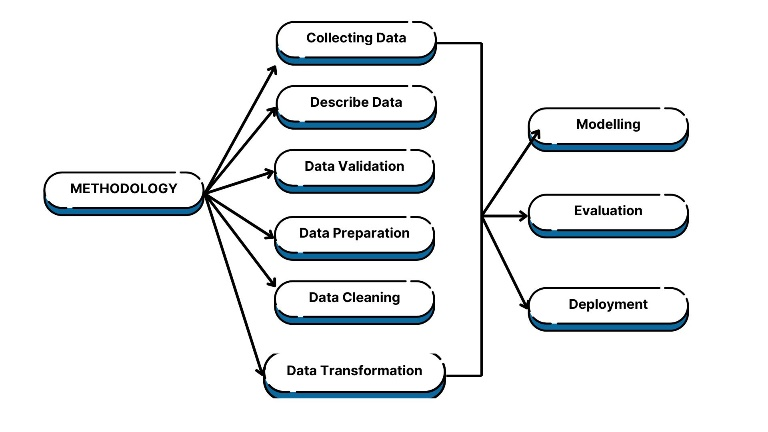 METHODOLOGY
Collecting Data
Describe Data
Data Validation
Data Preparation
Data Cleaning
Data Transformation
Modelling
Evaluation
Deployment